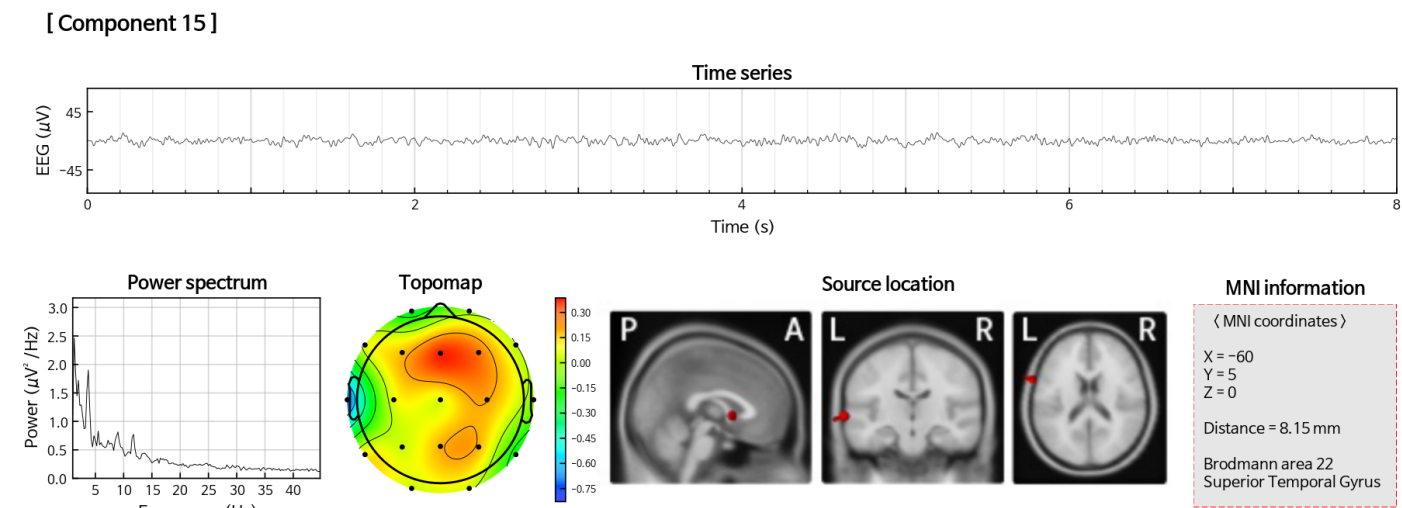 [ Component 15 ]
Time series
EEG (μV)
45
−45
0
2
4
6
8
Time (s)
Power spectrum
Power (μV²/Hz)
3.0
2.5
2.0
1.5
1.0
0.5
0.0
5 10 15 20 25 30 35 40
Topomap
0.30
0.15
0.00
−0.15
−0.30
−0.45
−0.60
−0.75
Source location
P A
L R
L R
MNI information
〈 MNI coordinates 〉
X = −60
Y = 5
Z = 0
Distance = 8.15 mm
Brodmann area 22
Superior Temporal Gyrus